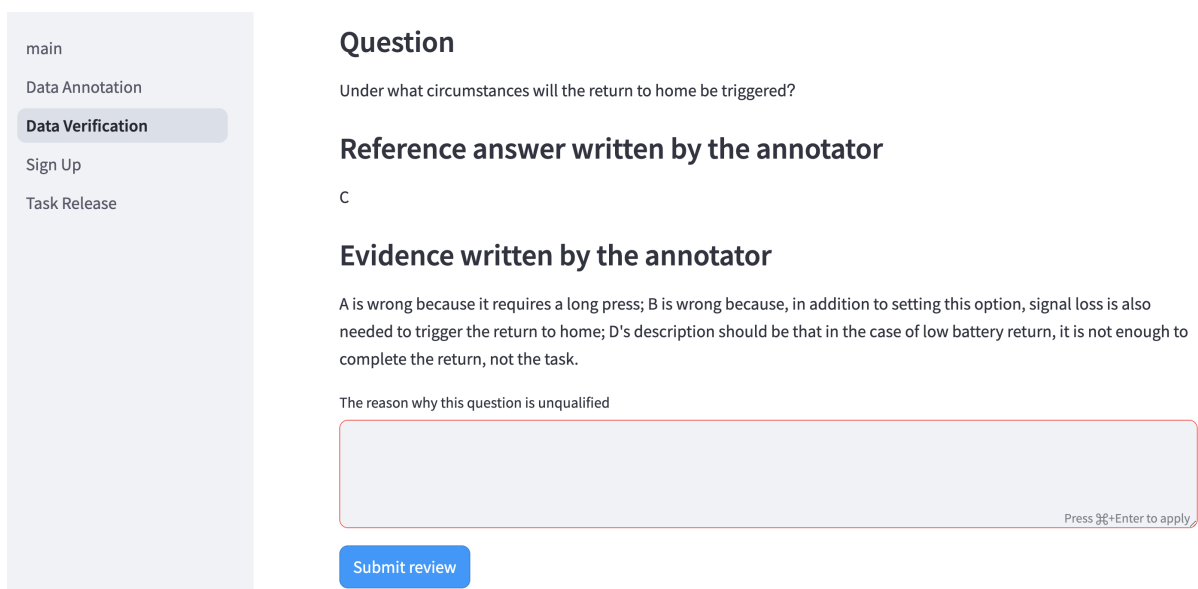 main
Data Annotation
Data Verification
Sign Up
Task Release
Question
Under what circumstances will the return to home be triggered?
Reference answer written by the annotator
C
Evidence written by the annotator
A is wrong because it requires a long press; B is wrong because, in addition to setting this option, signal loss is also
needed to trigger the return to home; D's description should be that in the case of low battery return, it is not enough to
complete the return, not the task.
The reason why this question is unqualified
Press ⌘+Enter to apply
Submit review